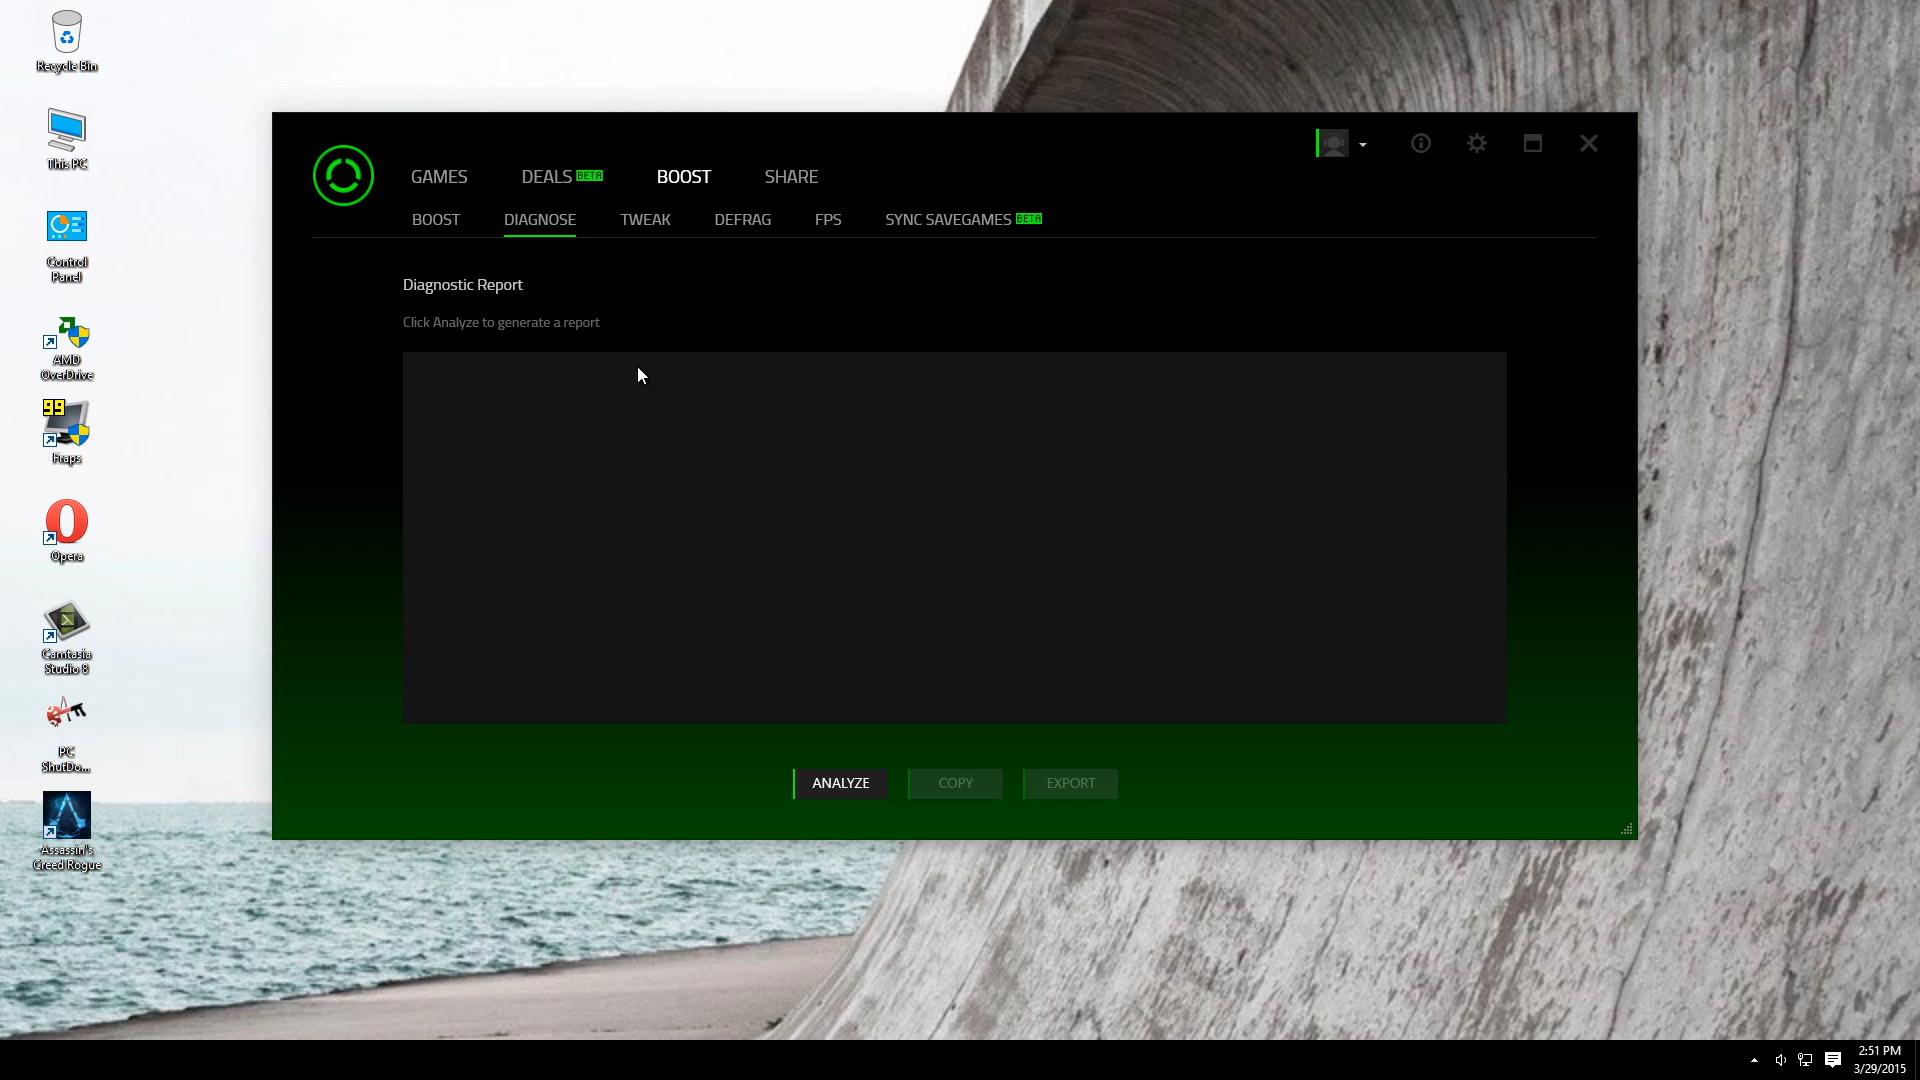 Recycle Bin
This PC
Control
Panel
AMD
OverDrive
99
Fraps
Opera
Camtasia
Studio 8
PC
ShutDo...
Assassin's
Creed Rogue
GAMES
DEALS BETA
BOOST
SHARE
BOOST
DIAGNOSE
TWEAK
DEFRAG
FPS
SYNC SAVEGAMES BETA
Diagnostic Report
Click Analyze to generate a report
ANALYZE
COPY
EXPORT
2:51 PM
3/29/2015